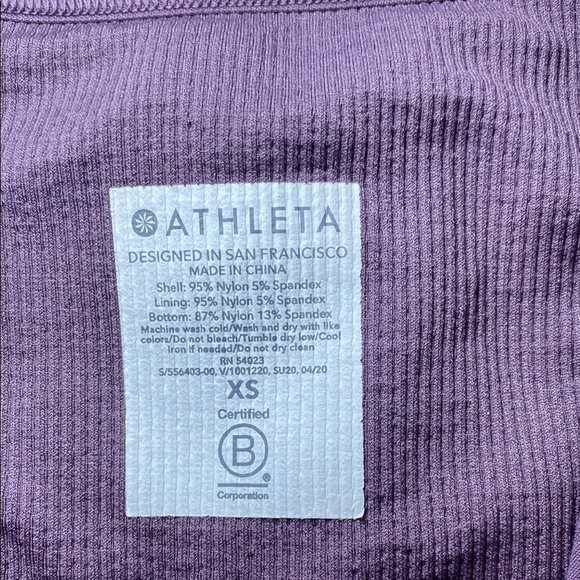 ATHLETA
DESIGNED IN SAN FRANCISCO
MADE IN CHINA
Shell: 95% Nylon 5% Spandex
Lining: 95% Nylon 5% Spandex
Bottom: 87% Nylon 13% Spandex
Machine wash cold/Wash and dry with like
colors/Do not bleach/Tumble dry low/Cool
Iron if needed/Do not dry clean
RN 54023
S/556403-00, V/1001220, SU20, 04/20
XS
Certified
B
®
Corporation